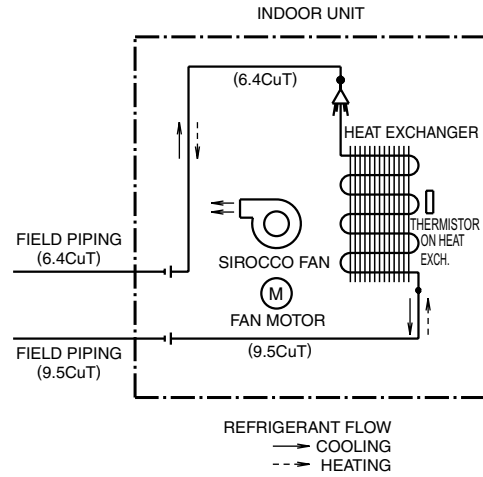 INDOOR UNIT
(6.4CuT)
HEAT EXCHANGER
THERMISTOR
ON HEAT
EXCH.
FIELD PIPING
(6.4CuT)
SIROCCO FAN
M
FAN MOTOR
FIELD PIPING
(9.5CuT)
(9.5CuT)
REFRIGERANT FLOW
COOLING
HEATING